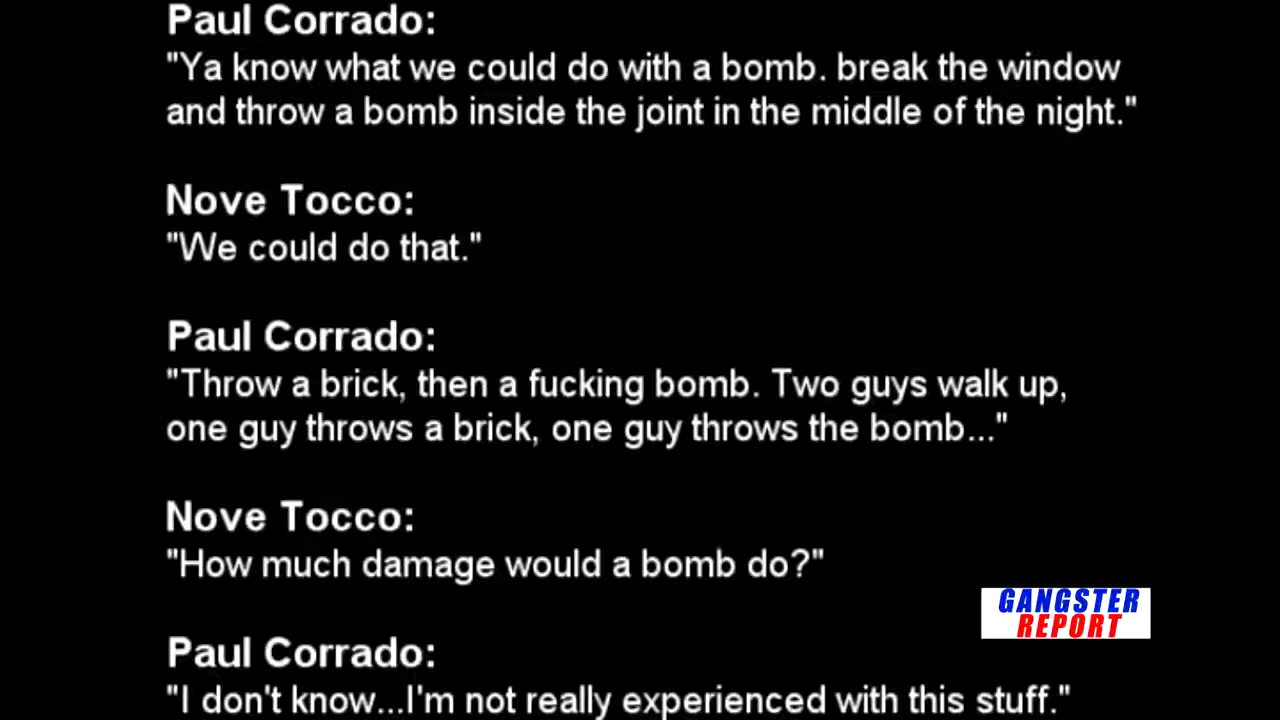 Paul Corrado:
"Ya know what we could do with a bomb. break the window
and throw a bomb inside the joint in the middle of the night."
Nove Tocco:
"We could do that."
Paul Corrado:
"Throw a brick, then a fucking bomb. Two guys walk up,
one guy throws a brick, one guy throws the bomb..."
Nove Tocco:
"How much damage would a bomb do?"
Paul Corrado:
"I don't know...I'm not really experienced with this stuff."
GANGSTER
REPORT